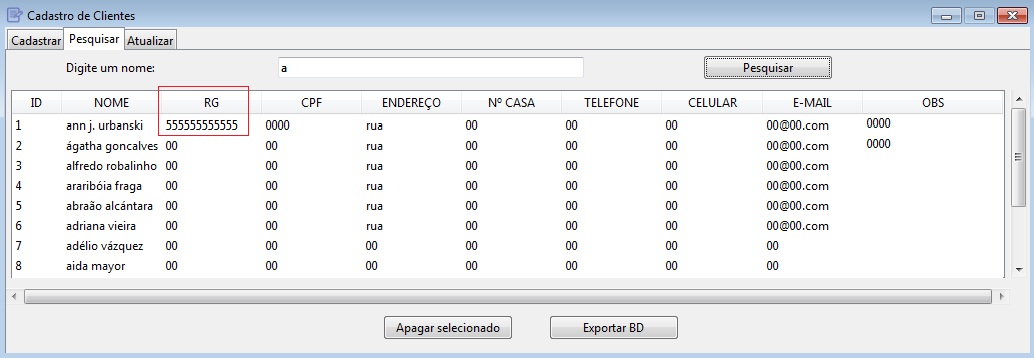 Cadastro de Clientes
Cadastrar Pesquisar Atualizar
Digite um nome: a Pesquisar
ID NOME RG CPF ENDEREÇO Nº CASA TELEFONE CELULAR E-MAIL OBS
1 ann j. urbanski 555555555555 0000 rua 00 00 00 00@00.com 0000
2 ágatha goncalves 00 00 rua 00 00 00 00@00.com 0000
3 alfredo robalinho 00 00 rua 00 00 00 00@00.com
4 araribóia fraga 00 00 rua 00 00 00 00@00.com
5 abraão alcántara 00 00 rua 00 00 00 00@00.com
6 adriana vieira 00 00 rua 00 00 00 00@00.com
7 adélio vázquez 00 00 00 00 00 00 00
8 aida mayor 00 00 00 00 00 00 00
Apagar selecionado Exportar BD